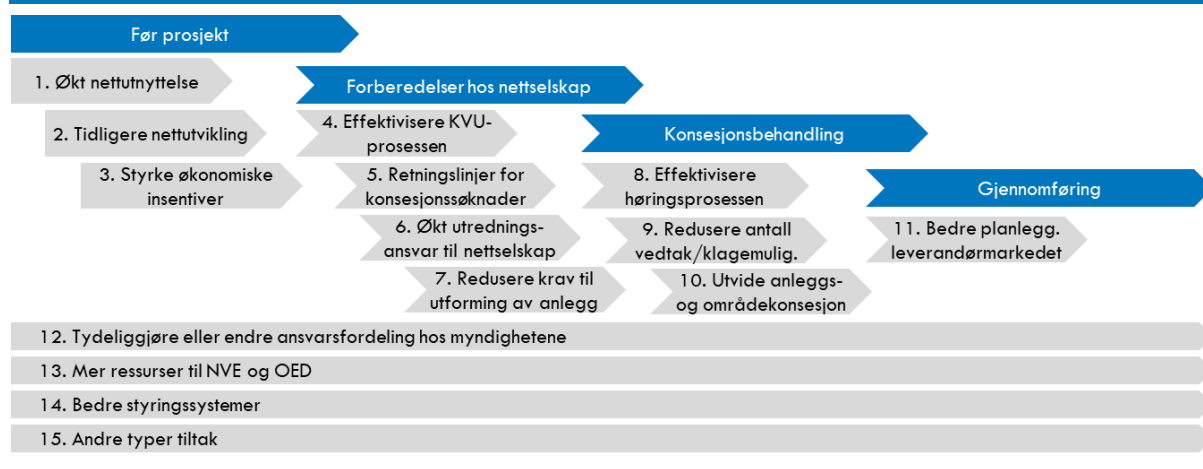 Før prosjekt
1. Økt nettutnyttelse
2. Tidligere nettutvikling
3. Styrke økonomiske
insentiver
Forberedelser hos nettselskap
4. Effektivisere KVU-
prosessen
5. Retningslinjer for
konsesjonssøknader
6. Økt utrednings-
ansvar til nettselskap
7. Redusere krav til
utforming av anlegg
Konsesjonsbehandling
8. Effektivisere
høringsprosessen
9. Redusere antall
vedtak/klagemulig.
10. Utvide anleggs-
og områdekonsesjon
Gjennomføring
11. Bedre planlegg.
leverandørmarkedet
12. Tydeliggjøre eller endre ansvarsfordeling hos myndighetene
13. Mer ressurser til NVE og OED
14. Bedre styringssystemer
15. Andre typer tiltak